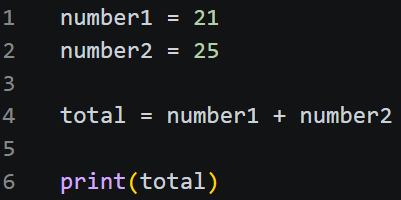 1 number1 = 21
2 number2 = 25
3
4 total = number1 + number2
5
6 print(total)